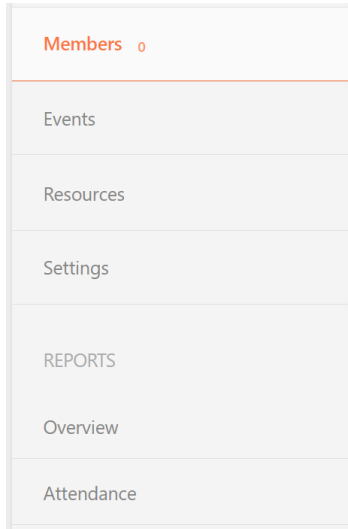 Members 0
Events
Resources
Settings
REPORTS
Overview
Attendance